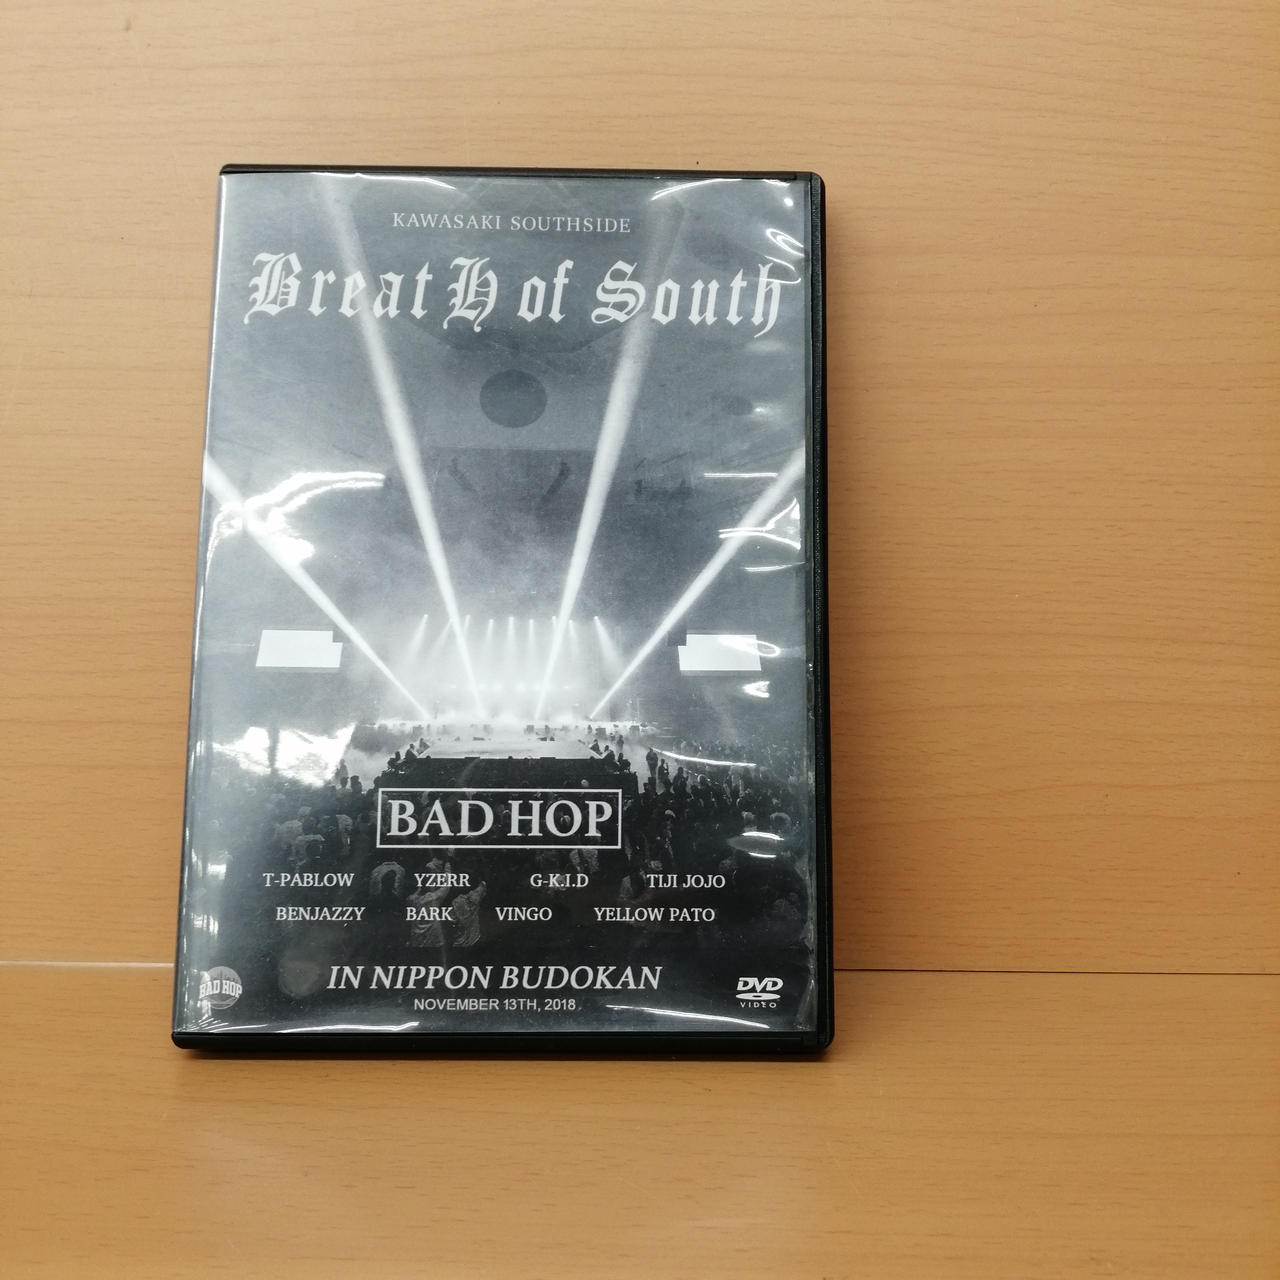 KAWASAKI SOUTHSIDE
BreatH of South
BAD HOP
T-PABLOW YZERR G-K.I.D TIJI JOJO
BENJAZZY BARK VINGO YELLOW PATO
IN NIPPON BUDOKAN
NOVEMBER 13TH, 2018
BAD HOP
DVD
VIDEO